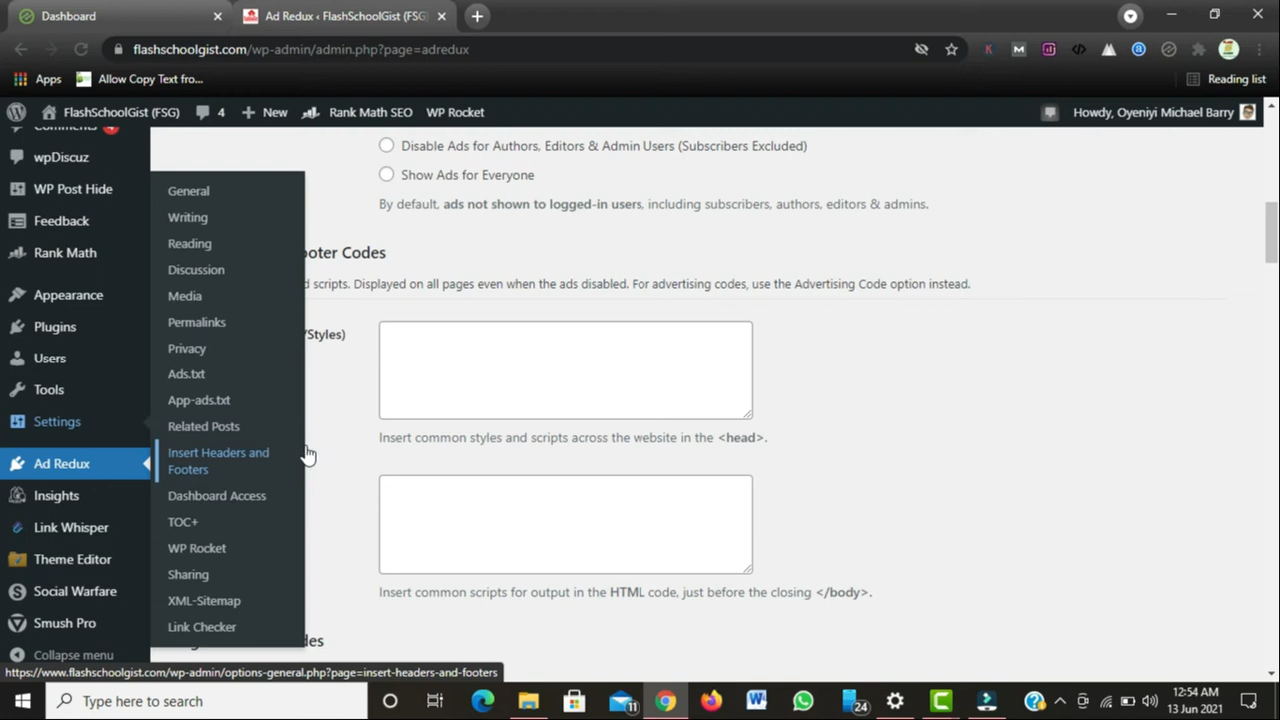 Dashboard
Ad Redux ‹ FlashSchoolGist (FSG)
flashschoolgist.com/wp-admin/admin.php?page=adredux
Apps
Allow Copy Text fro...
Reading list
FlashSchoolGist (FSG)
4
New
Rank Math SEO
WP Rocket
Howdy, Oyeniyi Michael Barry
Comments
wpDiscuz
WP Post Hide
Feedback
Rank Math
Appearance
Plugins
Users
Tools
Settings
Ad Redux
Insights
Link Whisper
Theme Editor
Social Warfare
Smush Pro
Collapse menu
General
Writing
Reading
Discussion
Media
Permalinks
Privacy
Ads.txt
App-ads.txt
Related Posts
Insert Headers and
Footers
Dashboard Access
TOC+
WP Rocket
Sharing
XML-Sitemap
Link Checker
Disable Ads for Authors, Editors & Admin Users (Subscribers Excluded)
Show Ads for Everyone
By default, ads not shown to logged-in users, including subscribers, authors, editors & admins.
ooter Codes
d scripts. Displayed on all pages even when the ads disabled. For advertising codes, use the Advertising Code option instead.
/Styles)
Insert common styles and scripts across the website in the <head>.
Insert common scripts for output in the HTML code, just before the closing </body>.
des
https://www.flashschoolgist.com/wp-admin/options-general.php?page=insert-headers-and-footers
Type here to search
11
24
12:54 AM
13 Jun 2021